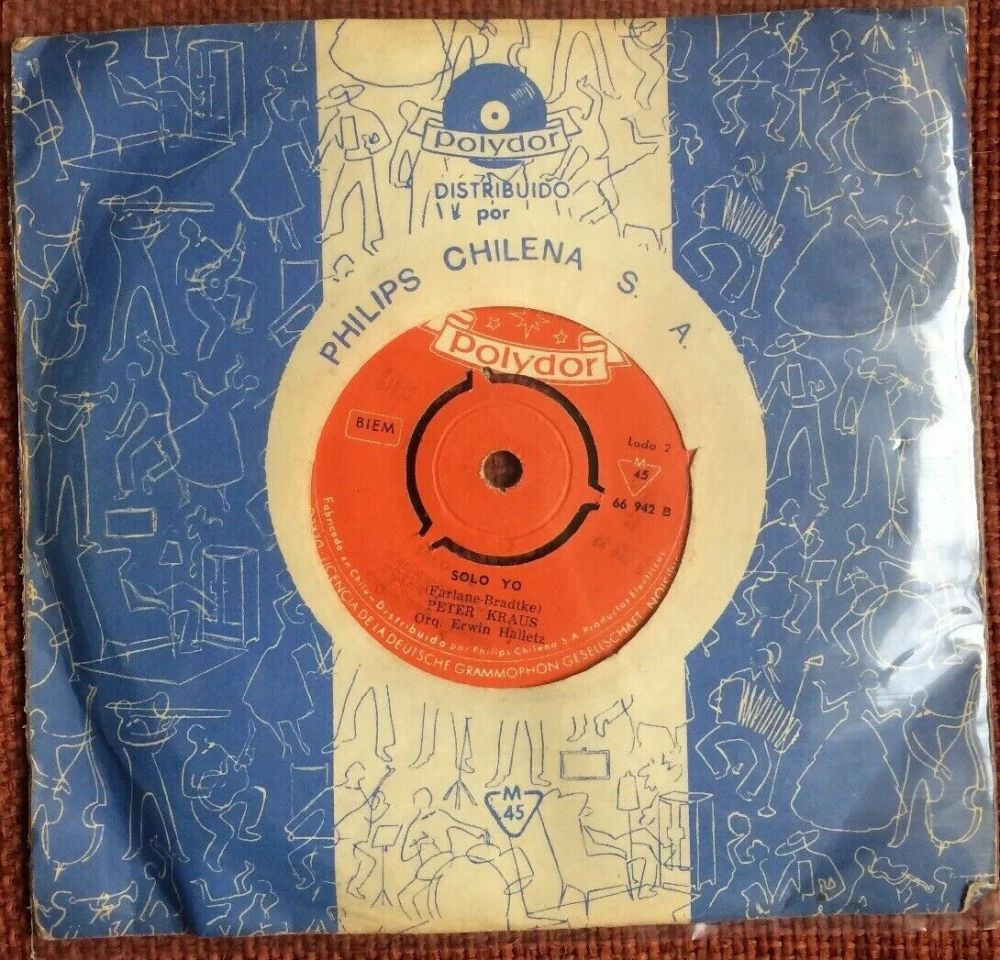 Polydor
DISTRIBUIDO
por
PHILIPS CHILENA S. A.
Polydor
BIEM
Lado 2
M
45
66 942 B
SOLO YO
(Farlane-Bradtke)
PETER KRAUS
Orq. Erwin Halletz
Fabricado en Chile - Distribuido por Philips Chilena S.A. Productos Eléctricos
LICENCIA DE LA DEUTSCHE GRAMMOPHON GESELLSCHAFT.
M
45